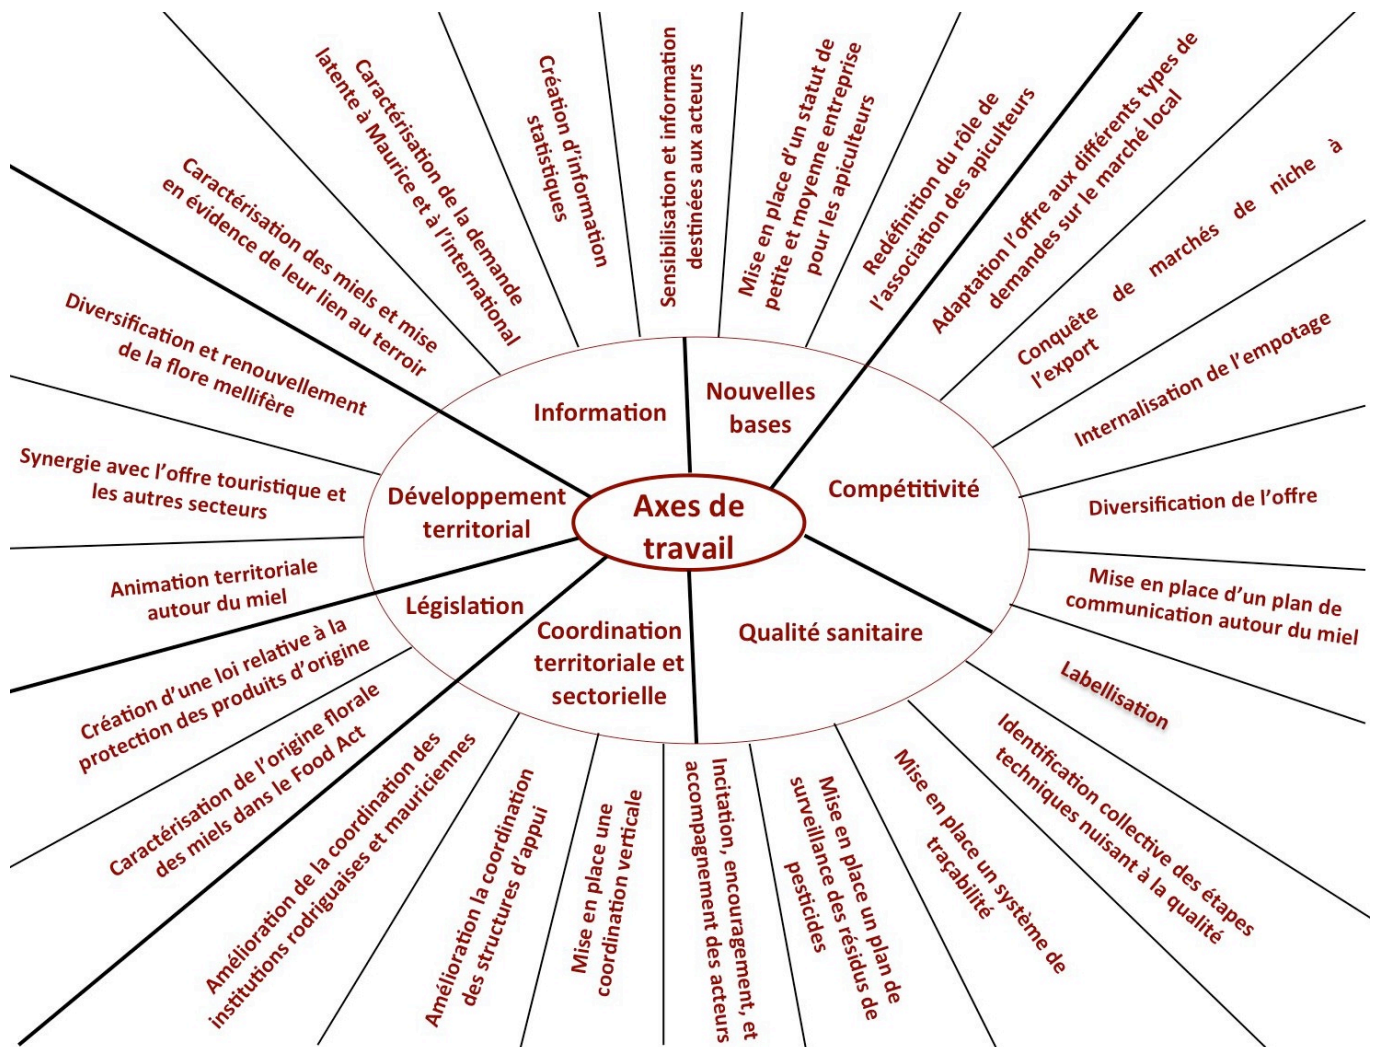 Axes de
travail
Information
Nouvelles
bases
Compétitivité
Qualité sanitaire
Coordination
territoriale et
sectorielle
Législation
Développement
territorial
Caractérisation de la demande
latente à Maurice et à l'international
Création d'information
statistiques
Sensibilisation et information
destinées aux acteurs
Mise en place d'un statut de
petite et moyenne entreprise
pour les apiculteurs
Redéfinition du rôle de
l'association des apiculteurs
Adaptation l'offre aux différents types de
demandes sur le marché local
Conquête de marchés de niche à
l'export
Internalisation de l'empotage
Diversification de l'offre
Mise en place d'un plan de
communication autour du miel
Labellisation
Identification collective des étapes
techniques nuisant à la qualité
Mise en place un système de
traçabilité
Mise en place un plan de
surveillance des résidus de
pesticides
Incitation, encouragement, et
accompagnement des acteurs
Mise en place une
coordination verticale
Amélioration la coordination
des structures d'appui
Amélioration de la coordination des
institutions rodriguaises et mauriciennes
Caractérisation de l'origine florale
des miels dans le Food Act
Création d'une loi relative à la
protection des produits d'origine
Animation territoriale
autour du miel
Synergie avec l'offre touristique et
les autres secteurs
Diversification et renouvellement
de la flore mellifère
Caractérisation des miels et mise
en évidence de leur lien au terroir